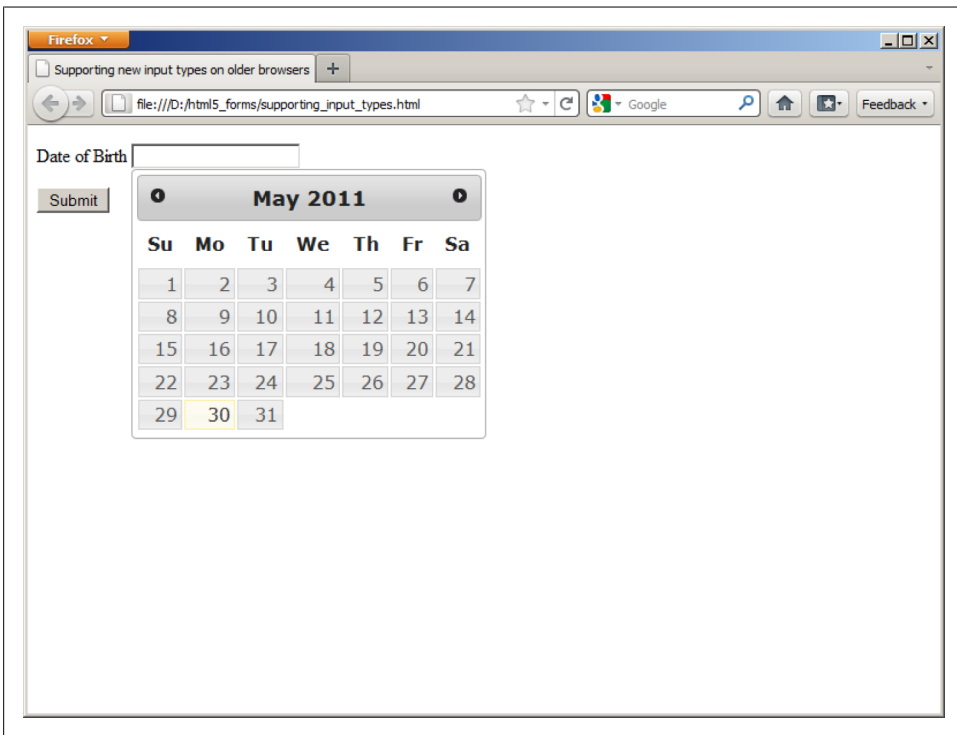 Firefox
Supporting new input types on older browsers
file:///D:/html5_forms/supporting_input_types.html
Google
Feedback
Date of Birth
Submit
May 2011
Su Mo Tu We Th Fr Sa
1 2 3 4 5 6 7
8 9 10 11 12 13 14
15 16 17 18 19 20 21
22 23 24 25 26 27 28
29 30 31